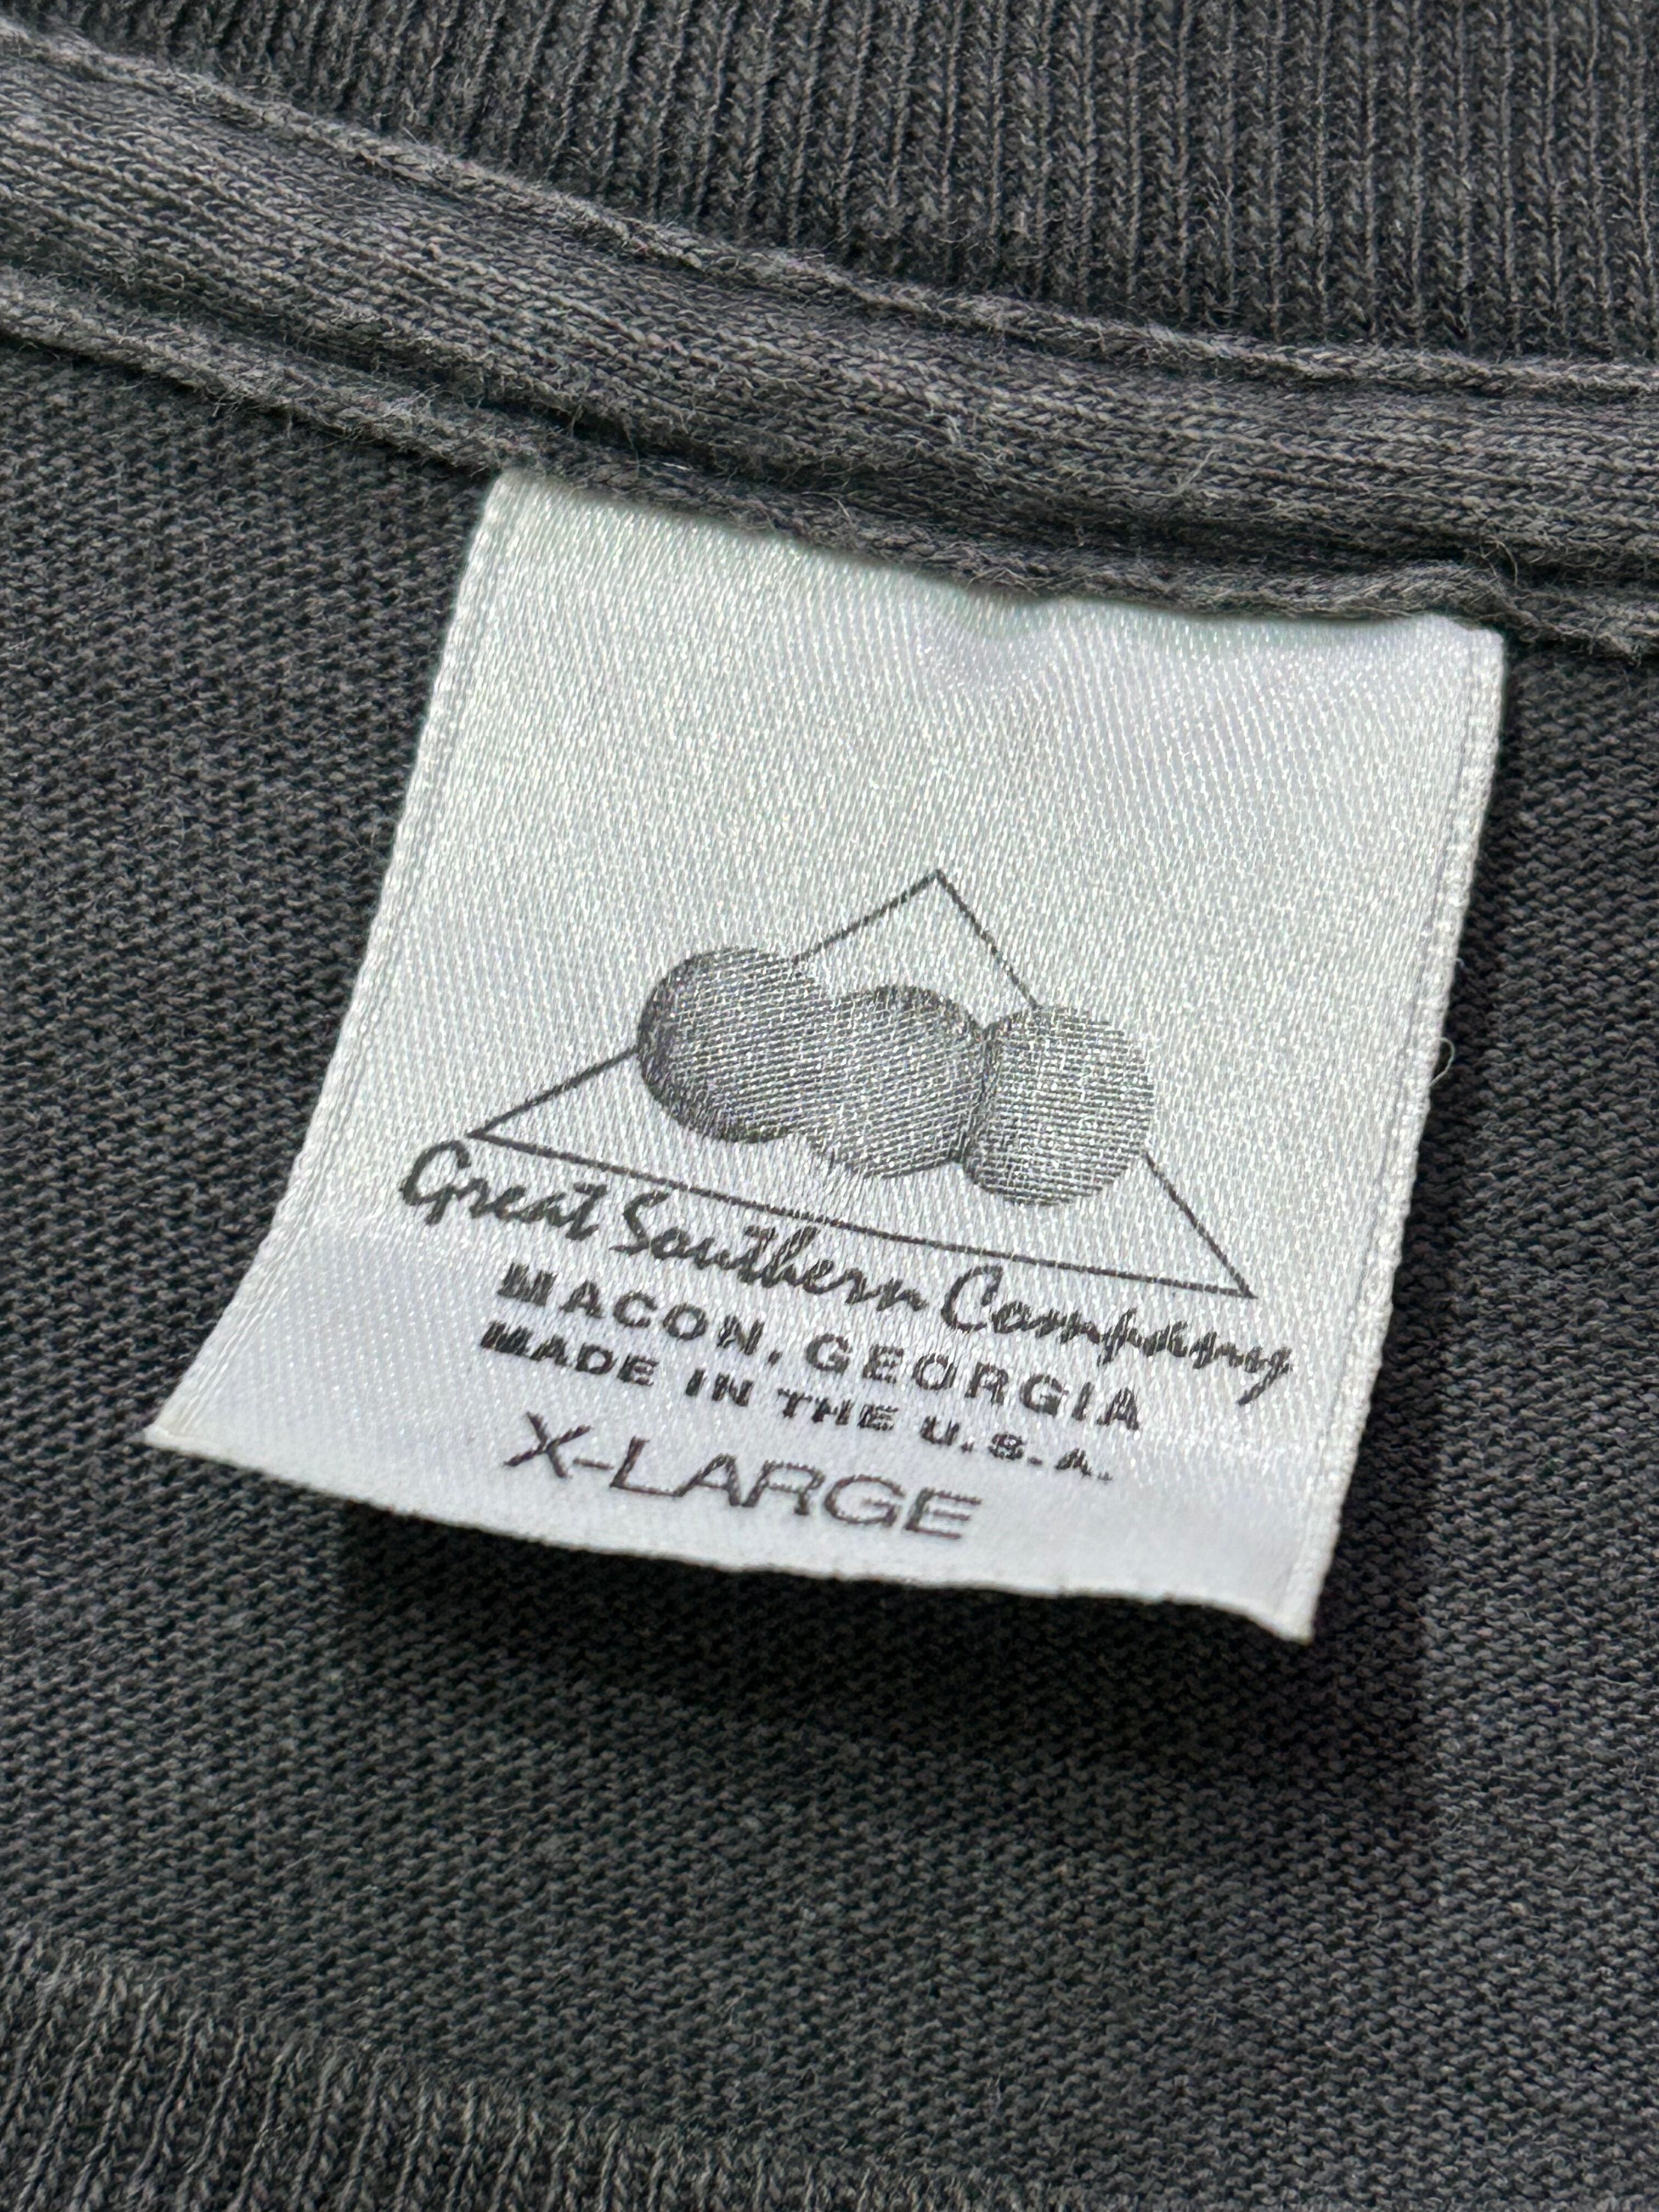 Great Southern Company
MACON, GEORGIA
MADE IN THE U.S.A.
X-LARGE